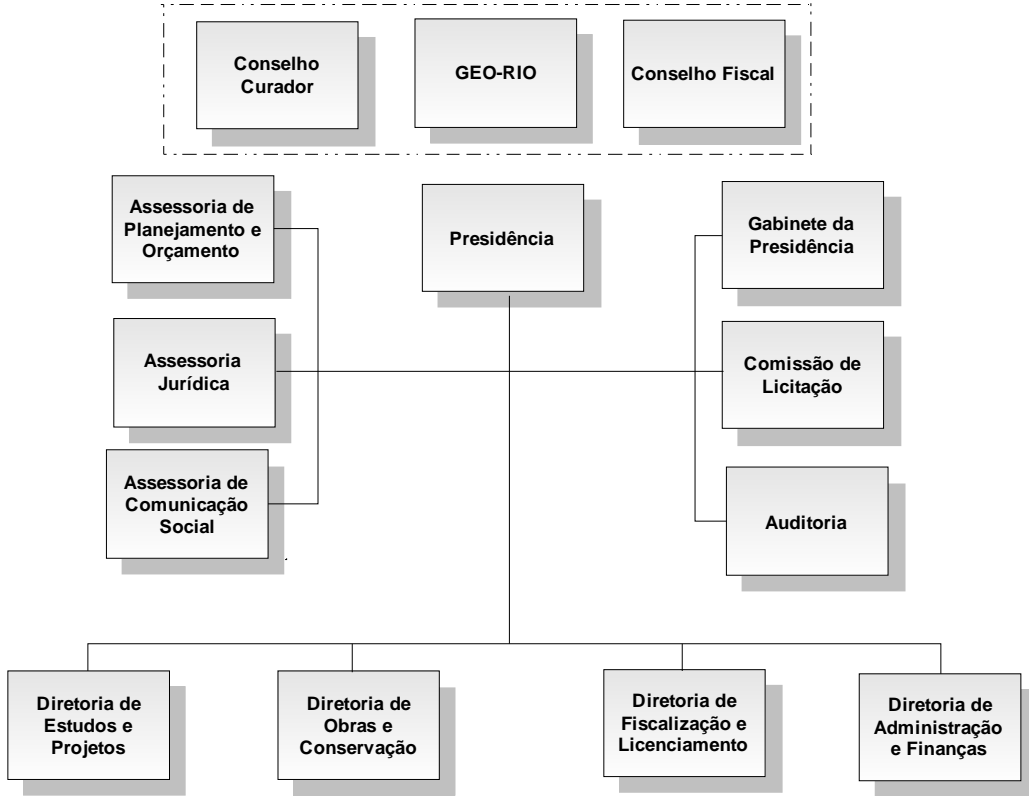 Conselho
Curador
GEO-RIO
Conselho Fiscal
Assessoria de
Planejamento e
Orçamento
Presidência
Gabinete da
Presidência
Assessoria
Jurídica
Comissão de
Licitação
Assessoria de
Comunicação
Social
Auditoria
Diretoria de
Estudos e
Projetos
Diretoria de
Obras e
Conservação
Diretoria de
Fiscalização e
Licenciamento
Diretoria de
Administração
e Finanças